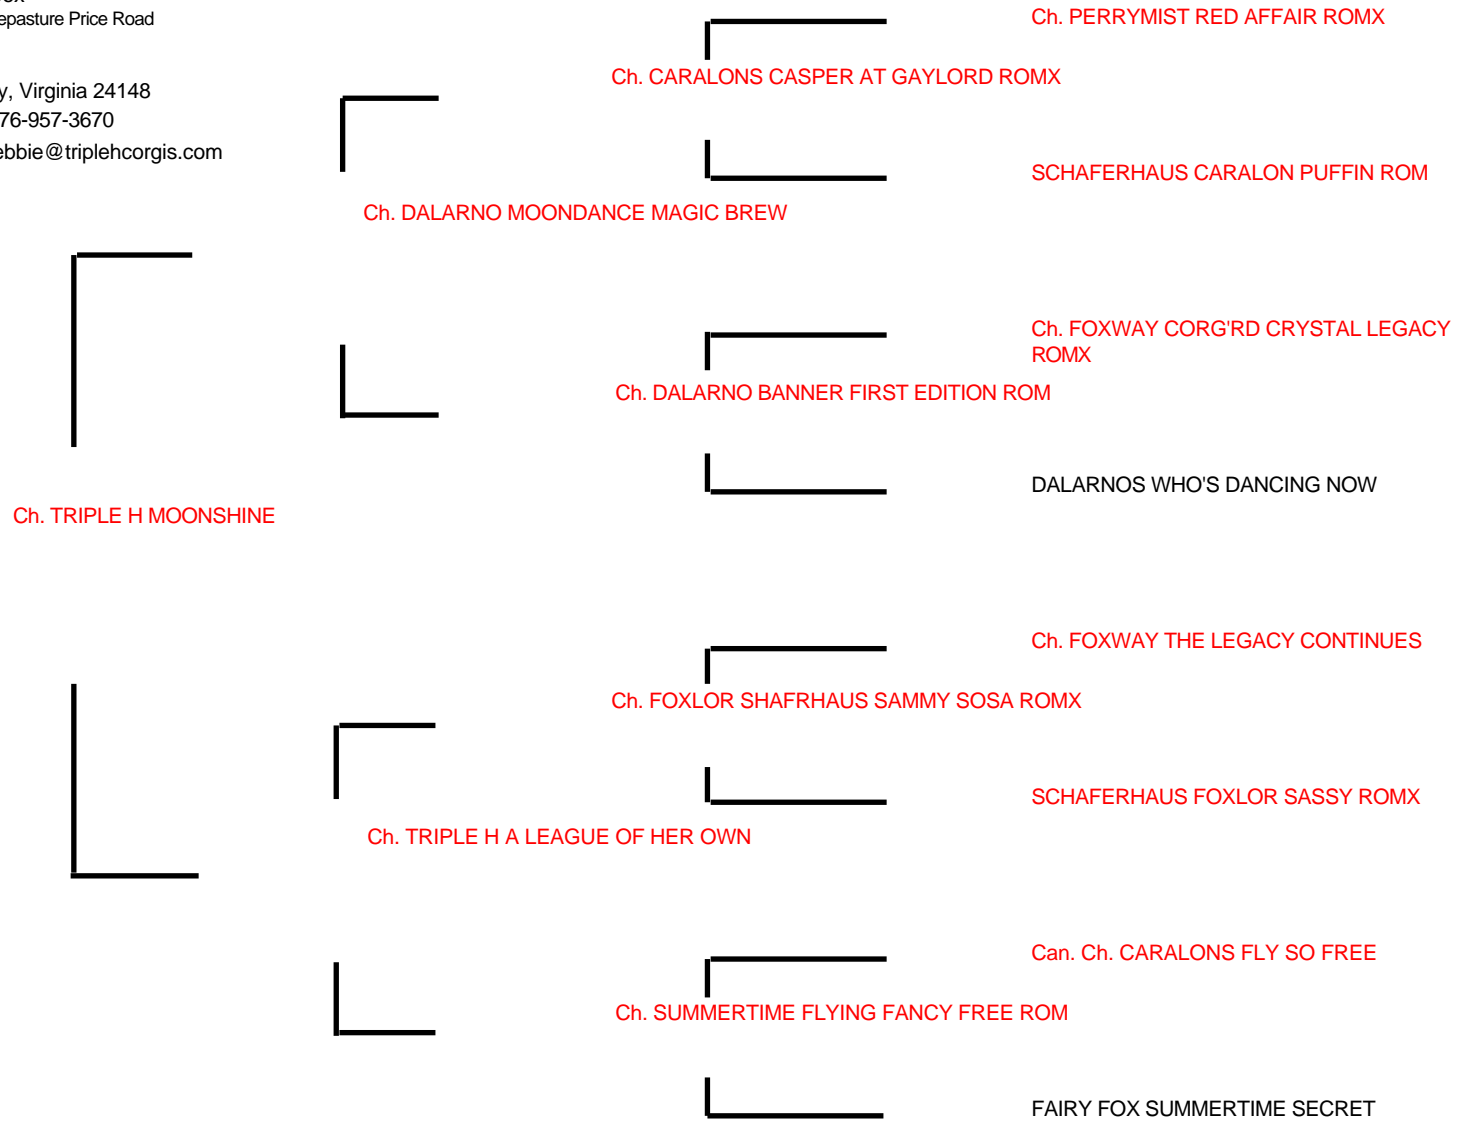 epasture Price Road
y, Virginia 24148
76-957-3670
ebbie@triplehcorgis.com
Ch. PERRYMIST RED AFFAIR ROMX
Ch. CARALONS CASPER AT GAYLORD ROMX
SCHAFERHAUS CARALON PUFFIN ROM
Ch. DALARNO MOONDANCE MAGIC BREW
Ch. FOXWAY CORG'RD CRYSTAL LEGACY
ROMX
Ch. DALARNO BANNER FIRST EDITION ROM
DALARNOS WHO'S DANCING NOW
Ch. TRIPLE H MOONSHINE
Ch. FOXWAY THE LEGACY CONTINUES
Ch. FOXLOR SHAFRHAUS SAMMY SOSA ROMX
SCHAFERHAUS FOXLOR SASSY ROMX
Ch. TRIPLE H A LEAGUE OF HER OWN
Can. Ch. CARALONS FLY SO FREE
Ch. SUMMERTIME FLYING FANCY FREE ROM
FAIRY FOX SUMMERTIME SECRET